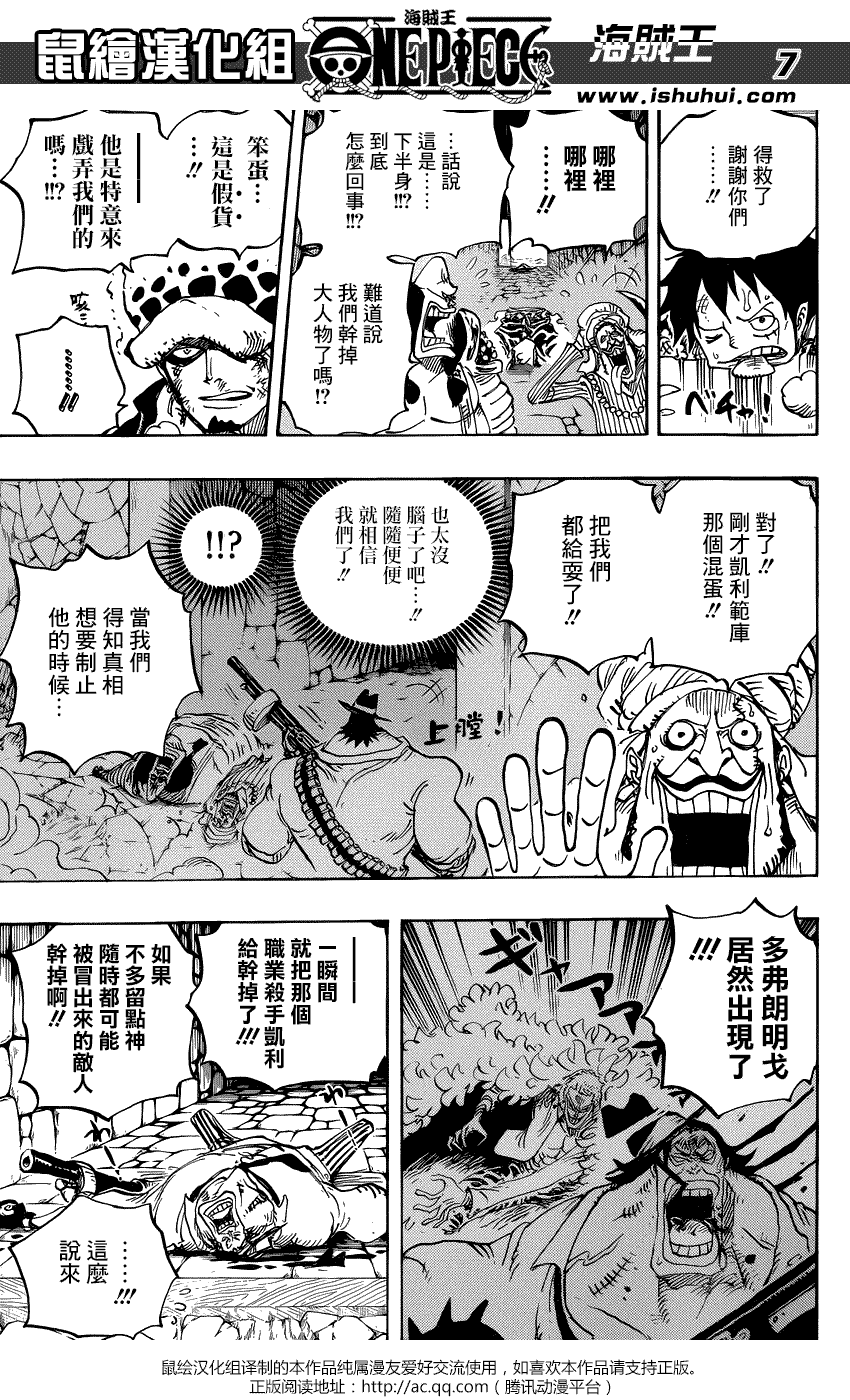 鼠繪漢化組
海賊王
ONE PIECE
海賊王
7
www.ishuhui.com
得救了
謝謝你們
……!!
ベチャ!
哪裡
哪裡
……!!
…話說
這是……
下半身!!?
到底
怎麼回事!!?
難道說
我們幹掉
大人物了嗎!?
笨蛋…
這是假貨
…!!
他是特意來
戲弄我們的
嗎…!!?
咳…
……!!!
對了!!
剛才凱利範庫
那個混蛋!!
把我們
都給耍了!!
也太沒
腦子了吧…!!
隨隨便便
就相信
我們了!!
!!?
上膛!
當我們
得知真相
想要制止
他的時候…
多弗朗明戈
居然出現了
!!!
ギャアアア
一瞬間
就把那個
職業殺手凱利
給幹掉了!!!
如果
不多留點神
隨時都可能
被冒出來的敵人
幹掉啊!!
……!!!
這麼
說來
鼠绘汉化组译制的本作品纯属漫友爱好交流使用，如喜欢本作品请支持正版。
正版阅读地址：http://ac.qq.com（腾讯动漫平台）